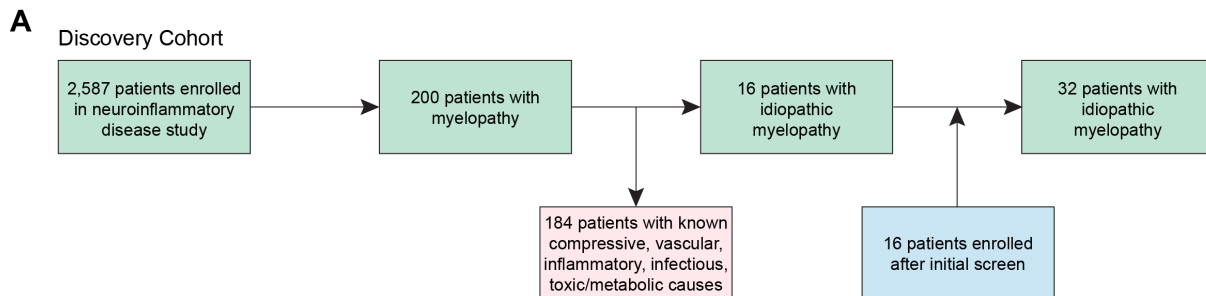 A
Discovery Cohort
2,587 patients enrolled
in neuroinflammatory
disease study
200 patients with
myelopathy
16 patients with
idiopathic
myelopathy
32 patients with
idiopathic
myelopathy
184 patients with known
compressive, vascular,
inflammatory, infectious,
toxic/metabolic causes
16 patients enrolled
after initial screen